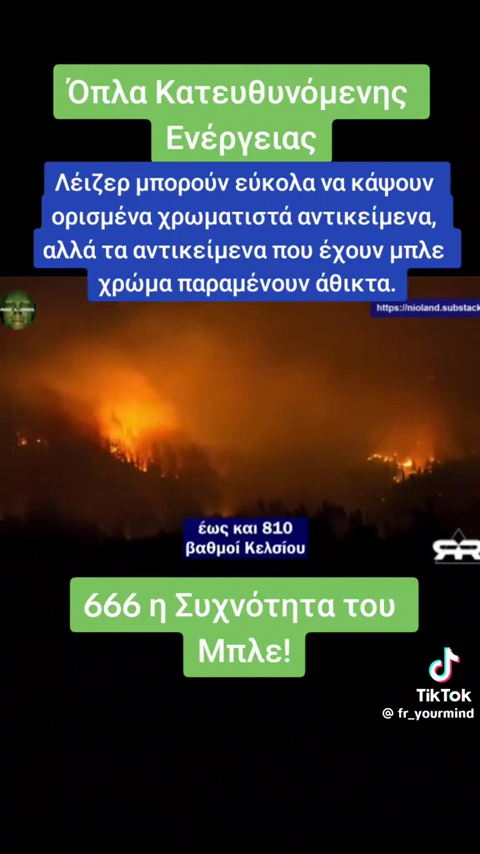 Όπλα Κατευθυνόμενης
Ενέργειας
Λέιζερ μπορούν εύκολα να κάψουν
ορισμένα χρωματιστά αντικείμενα,
αλλά τα αντικείμενα που έχουν μπλε
χρώμα παραμένουν άθικτα.
https://nioland.substack
έως και 810
βαθμοί Κελσίου
666 η Συχνότητα του
Μπλε!
TikTok
@ fr_yourmind